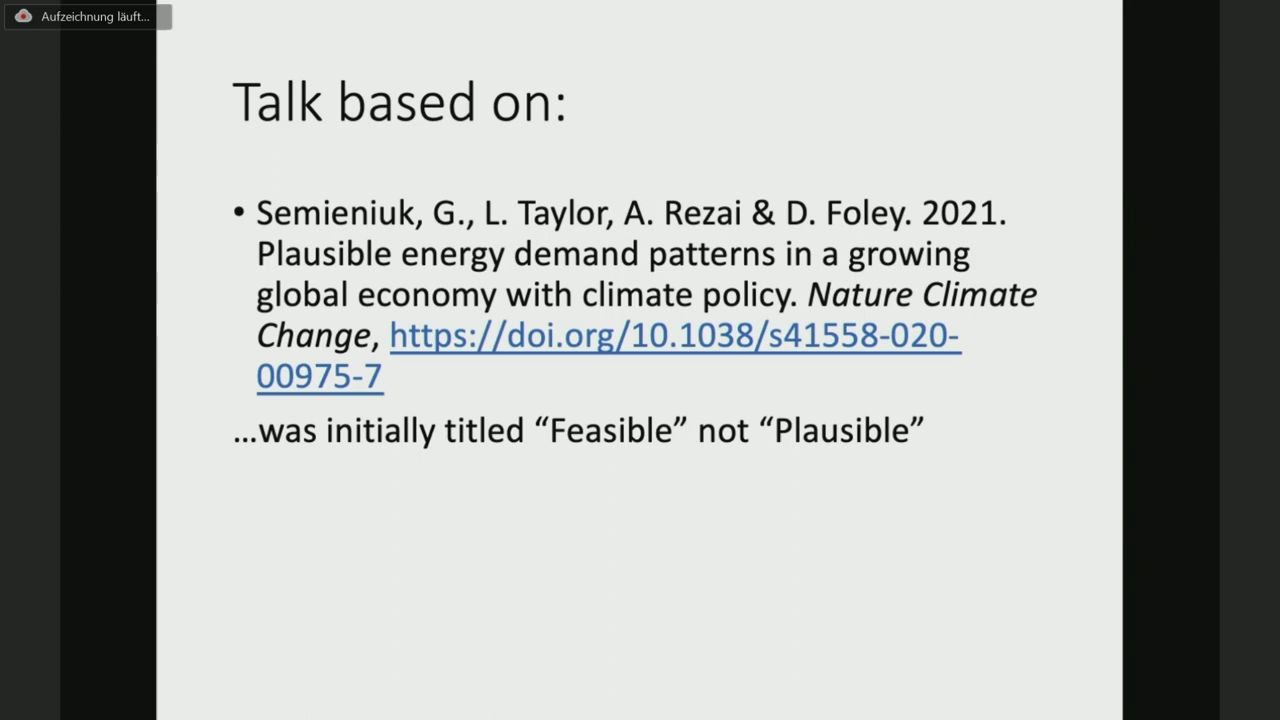 Aufzeichnung läuft...
Talk based on:
• Semieniuk, G., L. Taylor, A. Rezai & D. Foley. 2021.
Plausible energy demand patterns in a growing
global economy with climate policy. Nature Climate
Change, https://doi.org/10.1038/s41558-020-
00975-7
…was initially titled “Feasible” not “Plausible”